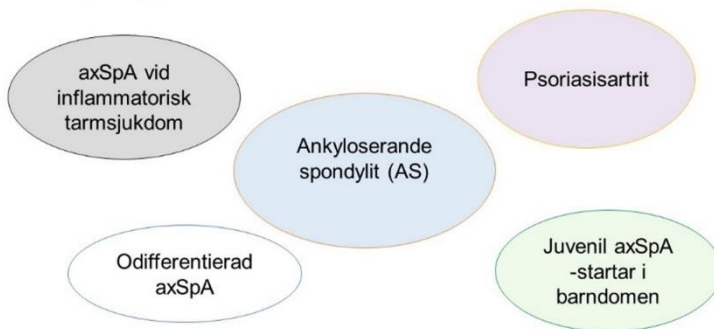 axSpA vid
inflammatorisk
tarmsjukdom
Psoriasisartrit
Ankyloserande
spondylit (AS)
Odifferentierad
axSpA
Juvenil axSpA
-startar i
barndomen